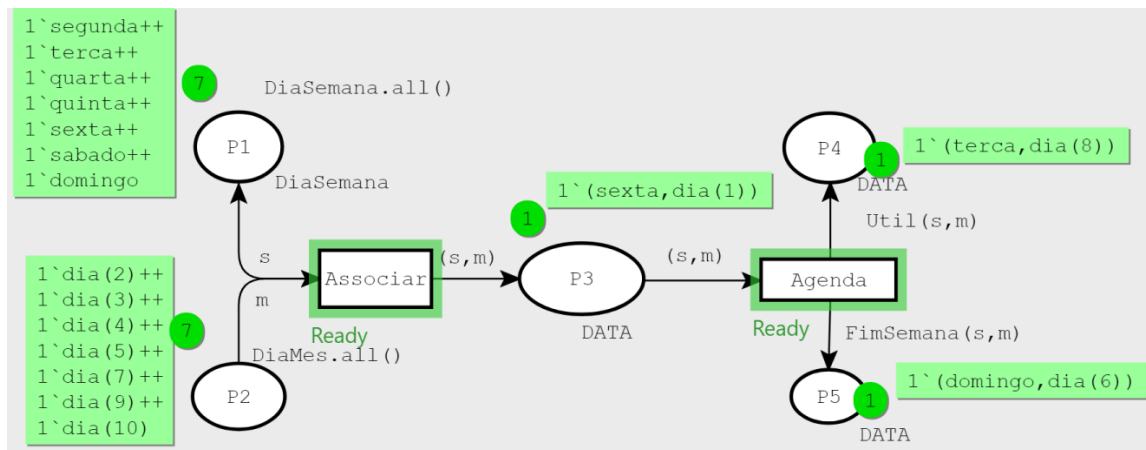 1`segunda++
1`terca++
1`quarta++
1`quinta++
1`sexta++
1`sabado++
1`domingo
7
DiaSemana.all()
P1
DiaSemana
s
m
1`dia(2)++
1`dia(3)++
1`dia(4)++
1`dia(5)++
1`dia(7)++
1`dia(9)++
1`dia(10)
7
DiaMes.all()
P2
Associar
Ready
(s,m)
1`(sexta,dia(1))
1
P3
DATA
(s,m)
Agenda
Ready
P4
1
1`(terca,dia(8))
DATA
Util(s,m)
FimSemana(s,m)
P5
1
1`(domingo,dia(6))
DATA